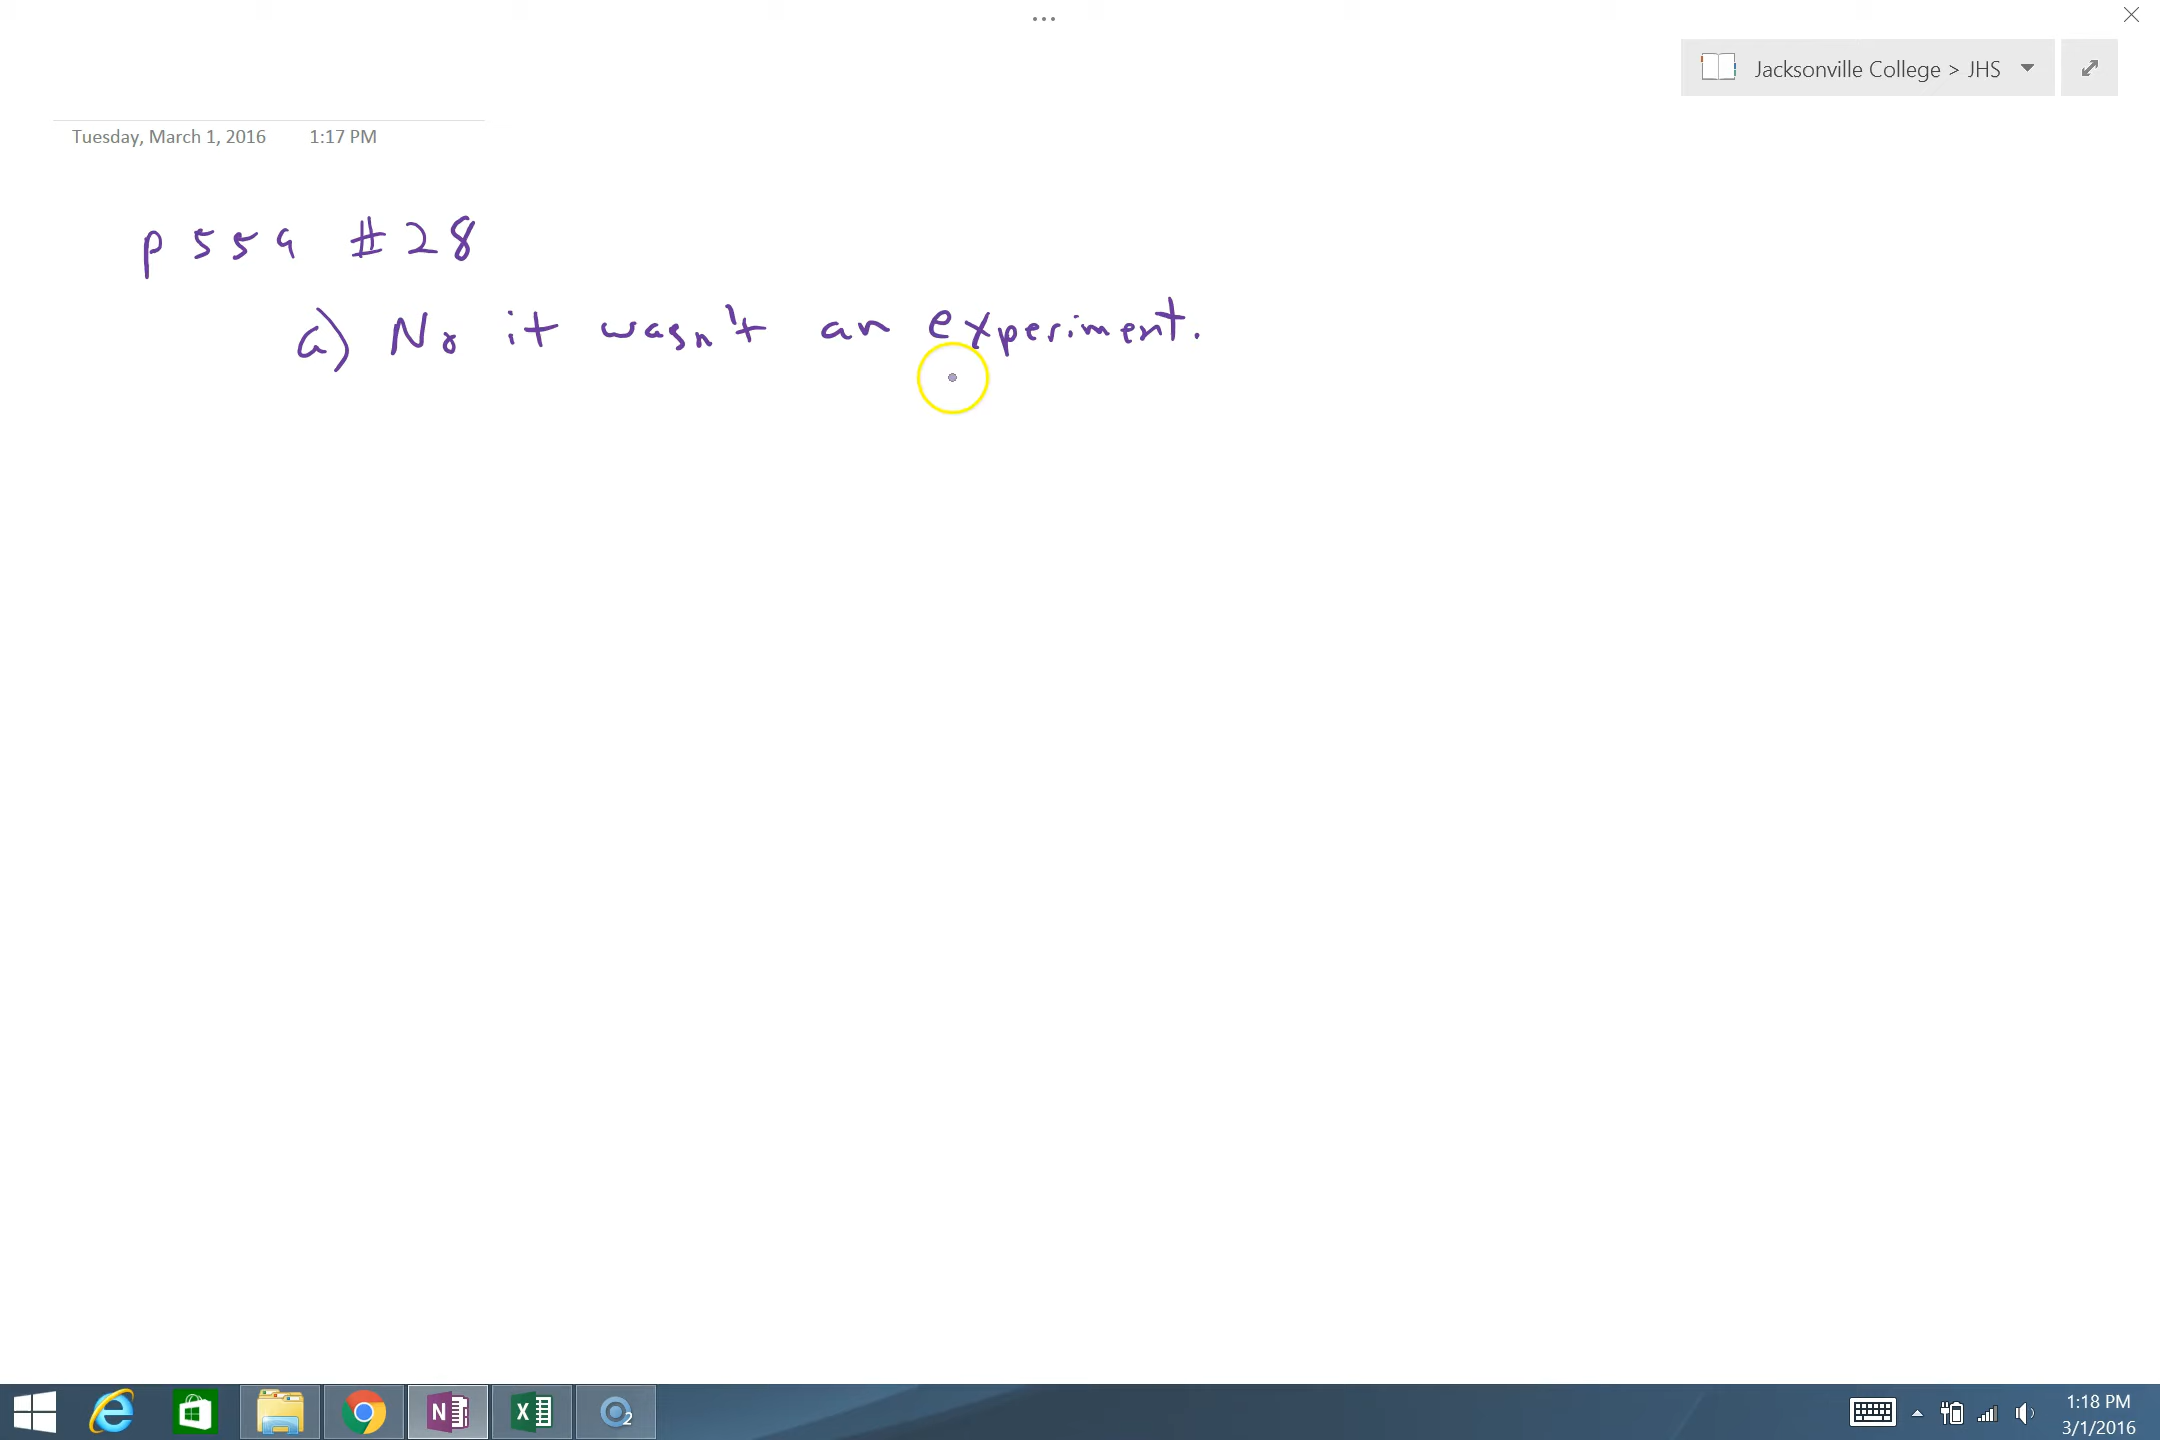 Jacksonville College > JHS
Tuesday, March 1, 2016 1:17 PM
p 559 #28
a) No it wasn't an experiment.
1:18 PM
3/1/2016